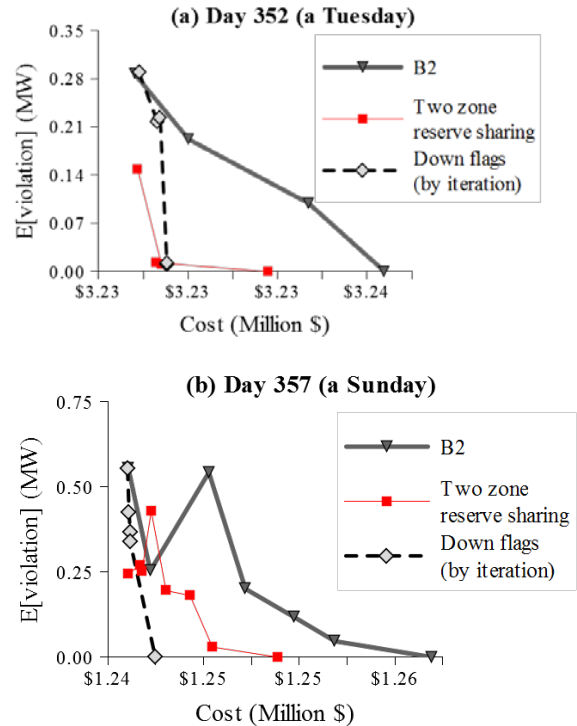 (a) Day 352 (a Tuesday)
0.35
0.28
0.21
0.14
0.07
0.00
E[violation] (MW)
B2
Two zone
reserve sharing
Down flags
(by iteration)
$3.23 $3.23 $3.23 $3.24
Cost (Million $)
(b) Day 357 (a Sunday)
0.75
0.50
0.25
0.00
E[violation] (MW)
B2
Two zone
reserve sharing
Down flags
(by iteration)
$1.24 $1.25 $1.25 $1.26
Cost (Million $)